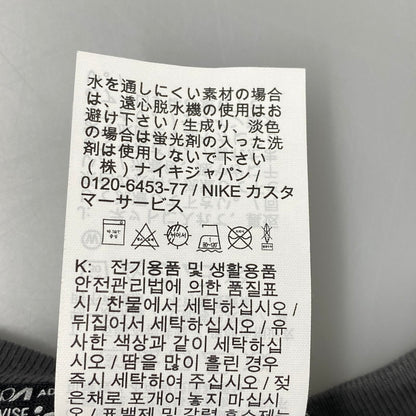 水を通しにくい素材の場合
は、遠心脱水機の使用はお
避け下さい / 生成り、淡色
の場合は蛍光剤の入った洗
剤は使用しないで下さい
(株) ナイキジャパン /
0120-6453-77 / NIKE カスタ
マーサービス
K: 전기용품 및 생활용품
안전관리법에 의한 품질표
시 / 찬물에서 세탁하십시오 /
뒤집어서 세탁하십시오 / 유
사한 색상과 같이 세탁하십
시오 / 땀을 많이 흘린 경우
즉시 세탁하십시오 / 젖
은채로 포개어 놓지 마십시
오 / 표백제 및